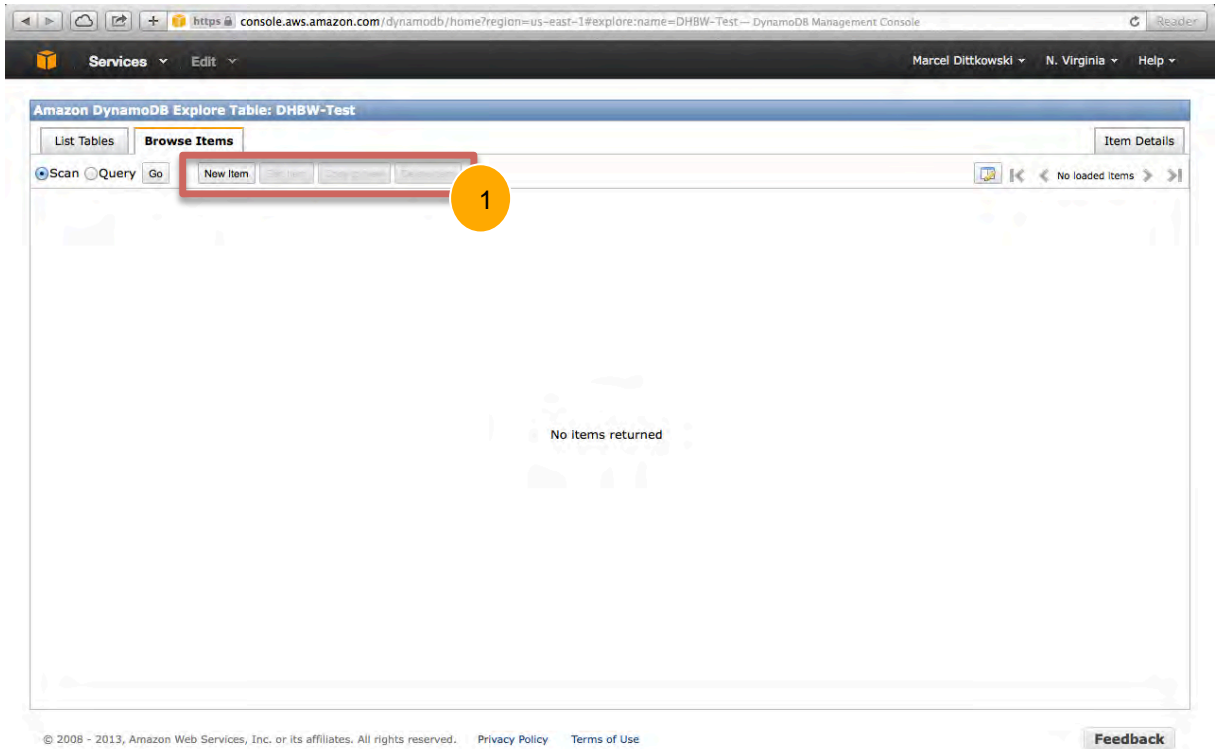 https console.aws.amazon.com/dynamodb/home?region=us-east-1#explore:name=DHBW-Test — DynamoDB Management Console Reader
Services Edit Marcel Dittkowski N. Virginia Help
Amazon DynamoDB Explore Table: DHBW-Test
List Tables Browse Items Item Details
Scan Query Go New Item No loaded items
1
No items returned
© 2008 - 2013, Amazon Web Services, Inc. or its affiliates. All rights reserved. Privacy Policy Terms of Use Feedback